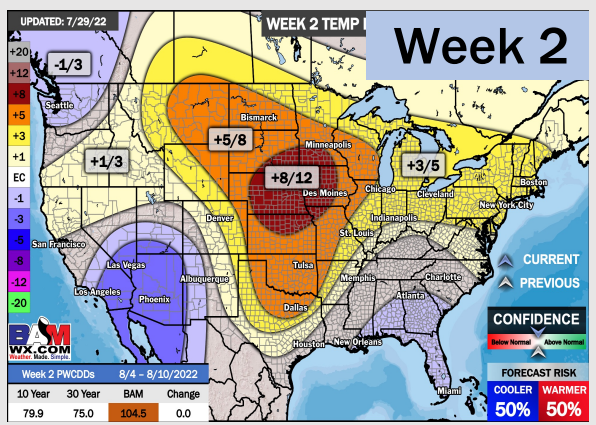 UPDATED: 7/29/22
WEEK 2 TEMP
Week 2
+20
+12
+8
+5
+3
+1
EC
-1
-3
-5
-8
-12
-20
-1/3
Seattle
+1/3
+5/8
Bismarck
Minneapolis
+8/12
Des Moines
+3/5
Chicago
Cleveland
Boston
New York City
Indianapolis
Denver
St. Louis
San Francisco
Las Vegas
Los Angeles
Phoenix
Albuquerque
Tulsa
Memphis
Charlotte
Atlanta
Dallas
Houston
New Orleans
Miami
CURRENT
PREVIOUS
CONFIDENCE
Below Normal
Above Normal
FORECAST RISK
COOLER
50%
WARMER
50%
BAM
WX.COM
Weather. Made. Simple.
Week 2 PWCDDs 8/4 – 8/10/2022
10 Year 30 Year BAM Change
79.9 75.0 104.5 0.0